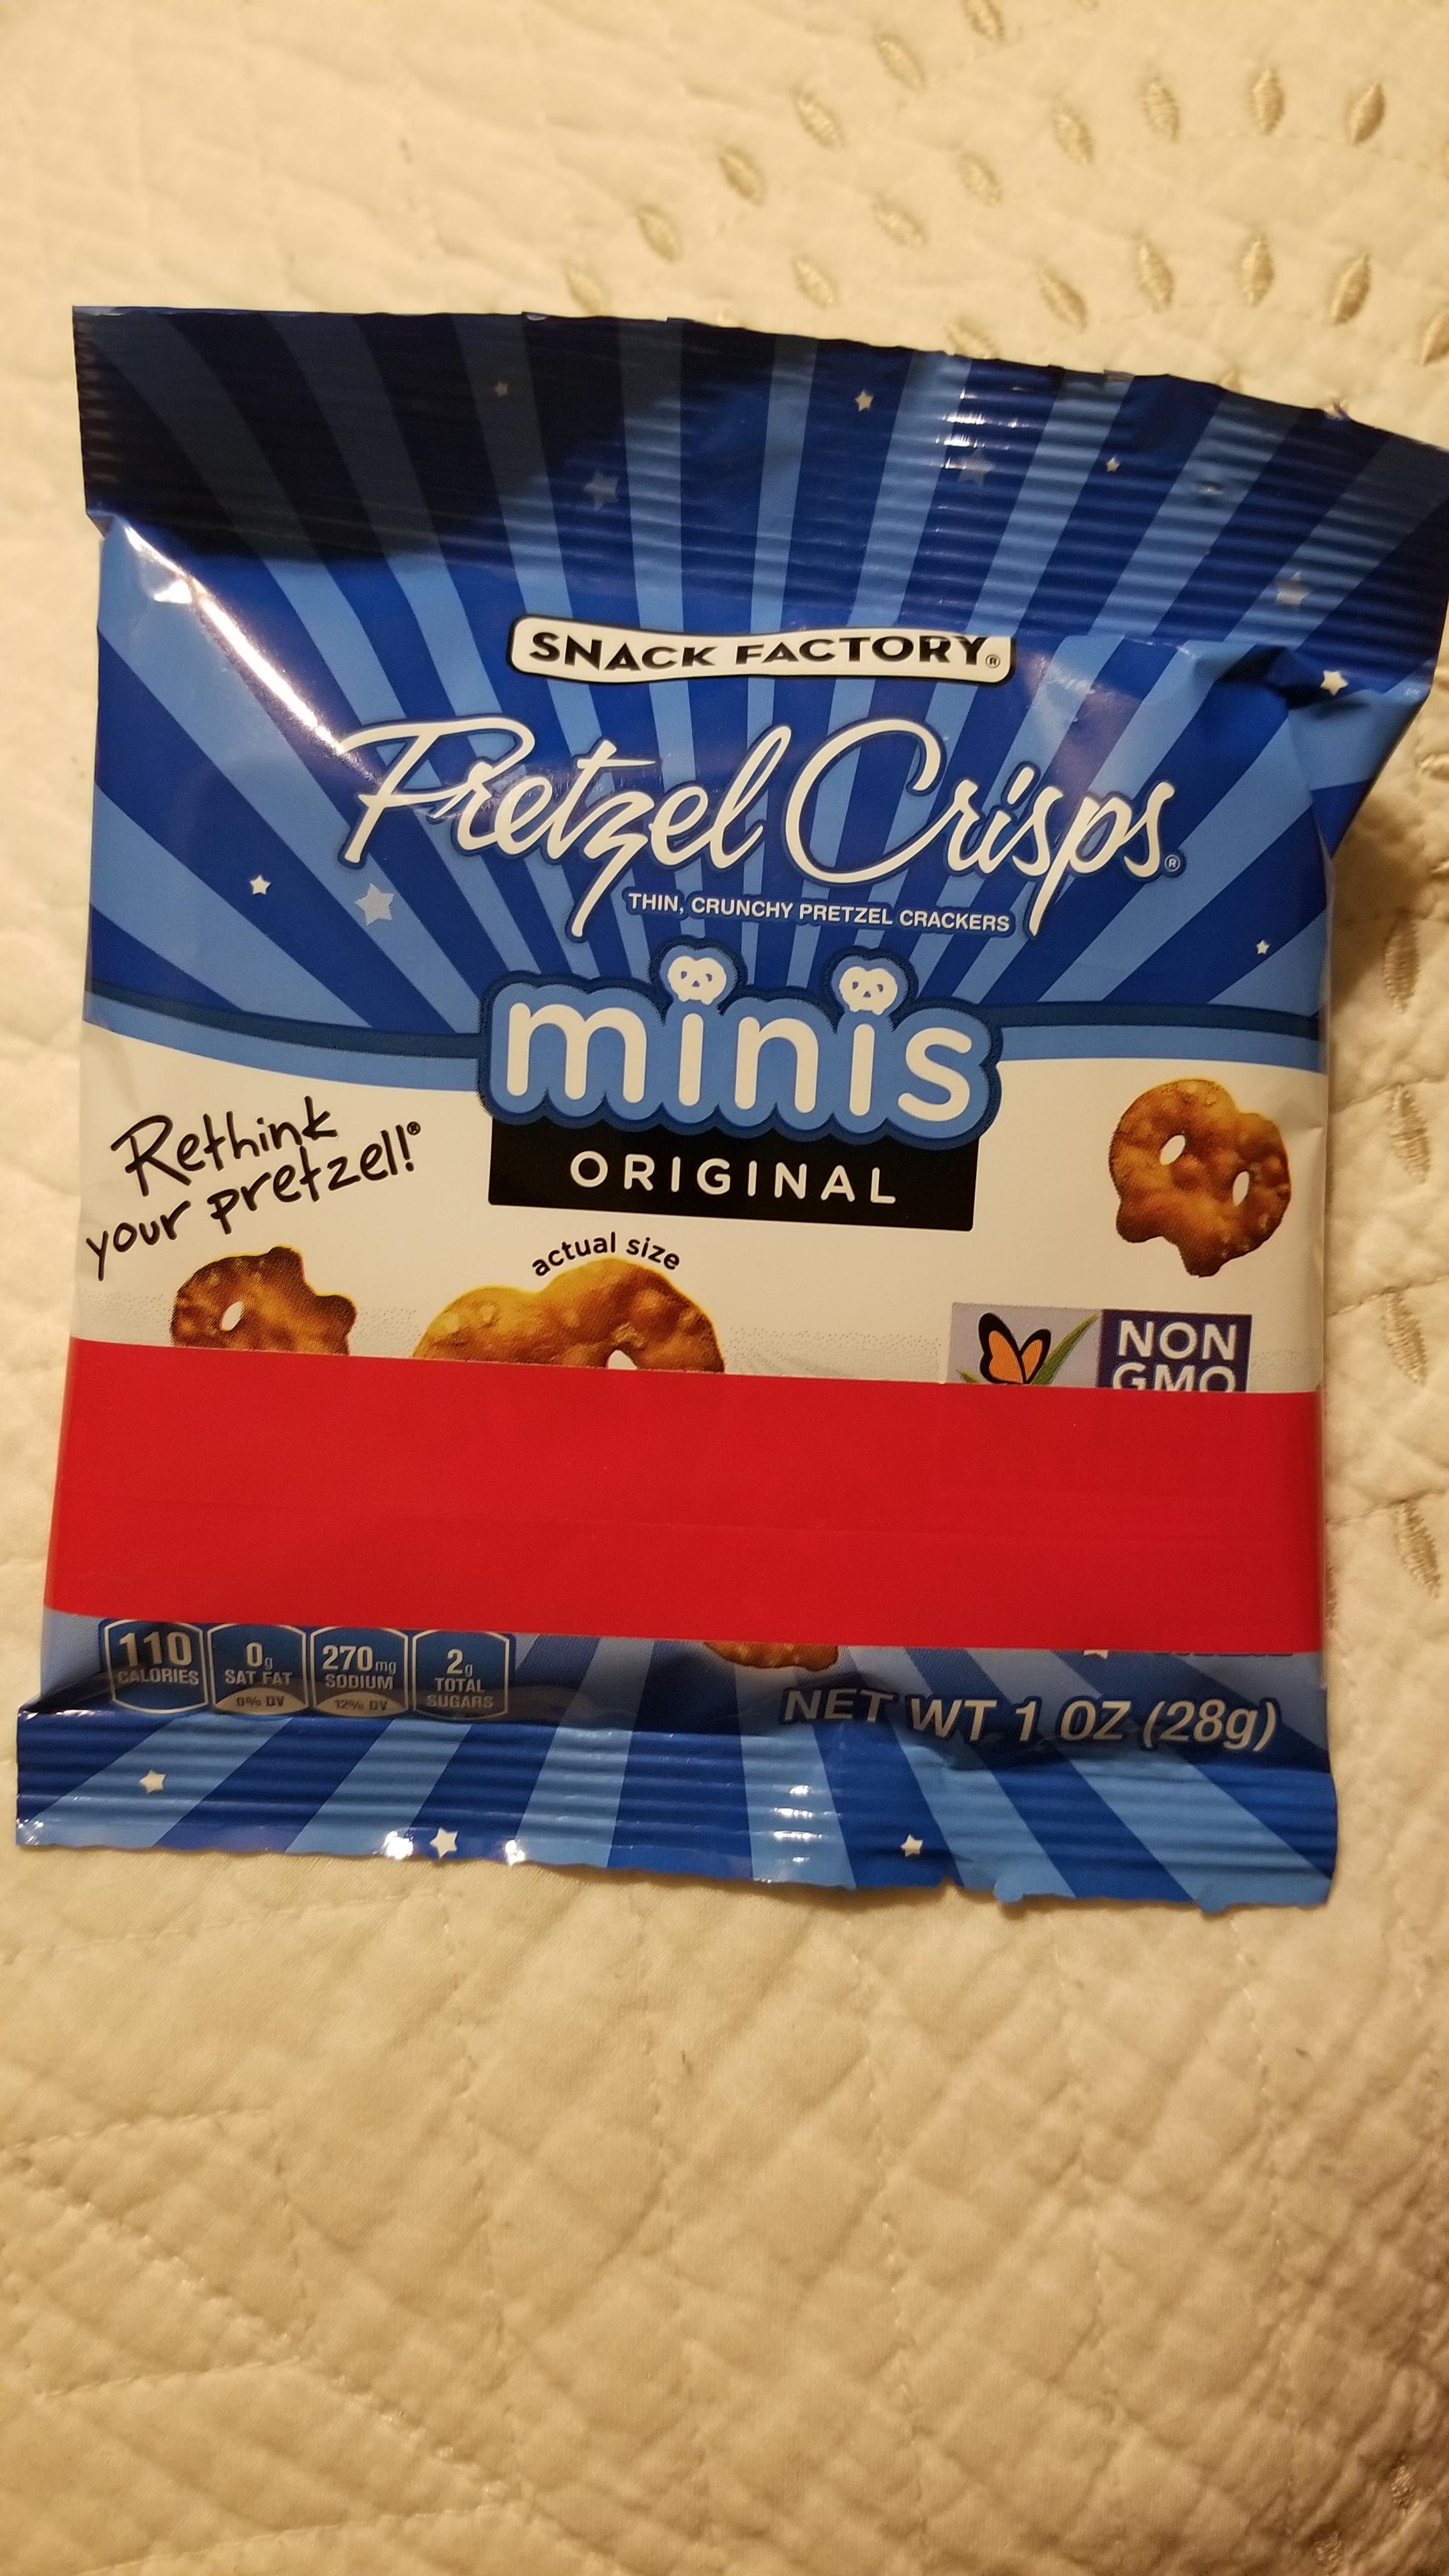 SNACK FACTORY®
Pretzel Crisps®
THIN, CRUNCHY PRETZEL CRACKERS
minis
ORIGINAL
Rethink
your pretzel!®
actual size
NON
GMO
110
CALORIES
0g
SAT FAT
0% DV
270mg
SODIUM
12% DV
2g
TOTAL
SUGARS
NET WT 1 OZ (28g)